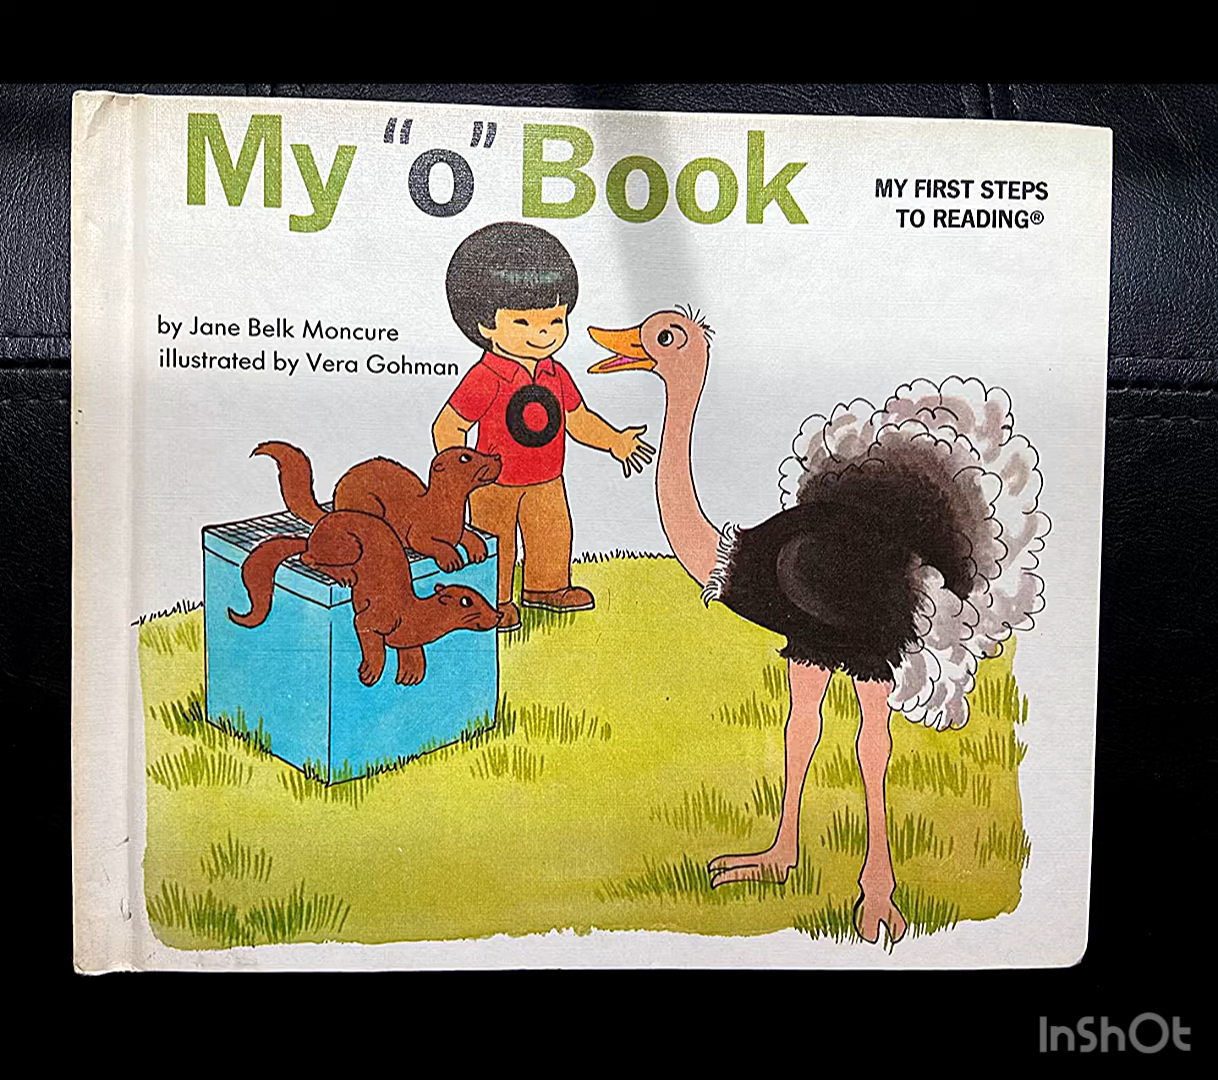 My "o" Book
MY FIRST STEPS
TO READING®
by Jane Belk Moncure
illustrated by Vera Gohman
O
InShOt